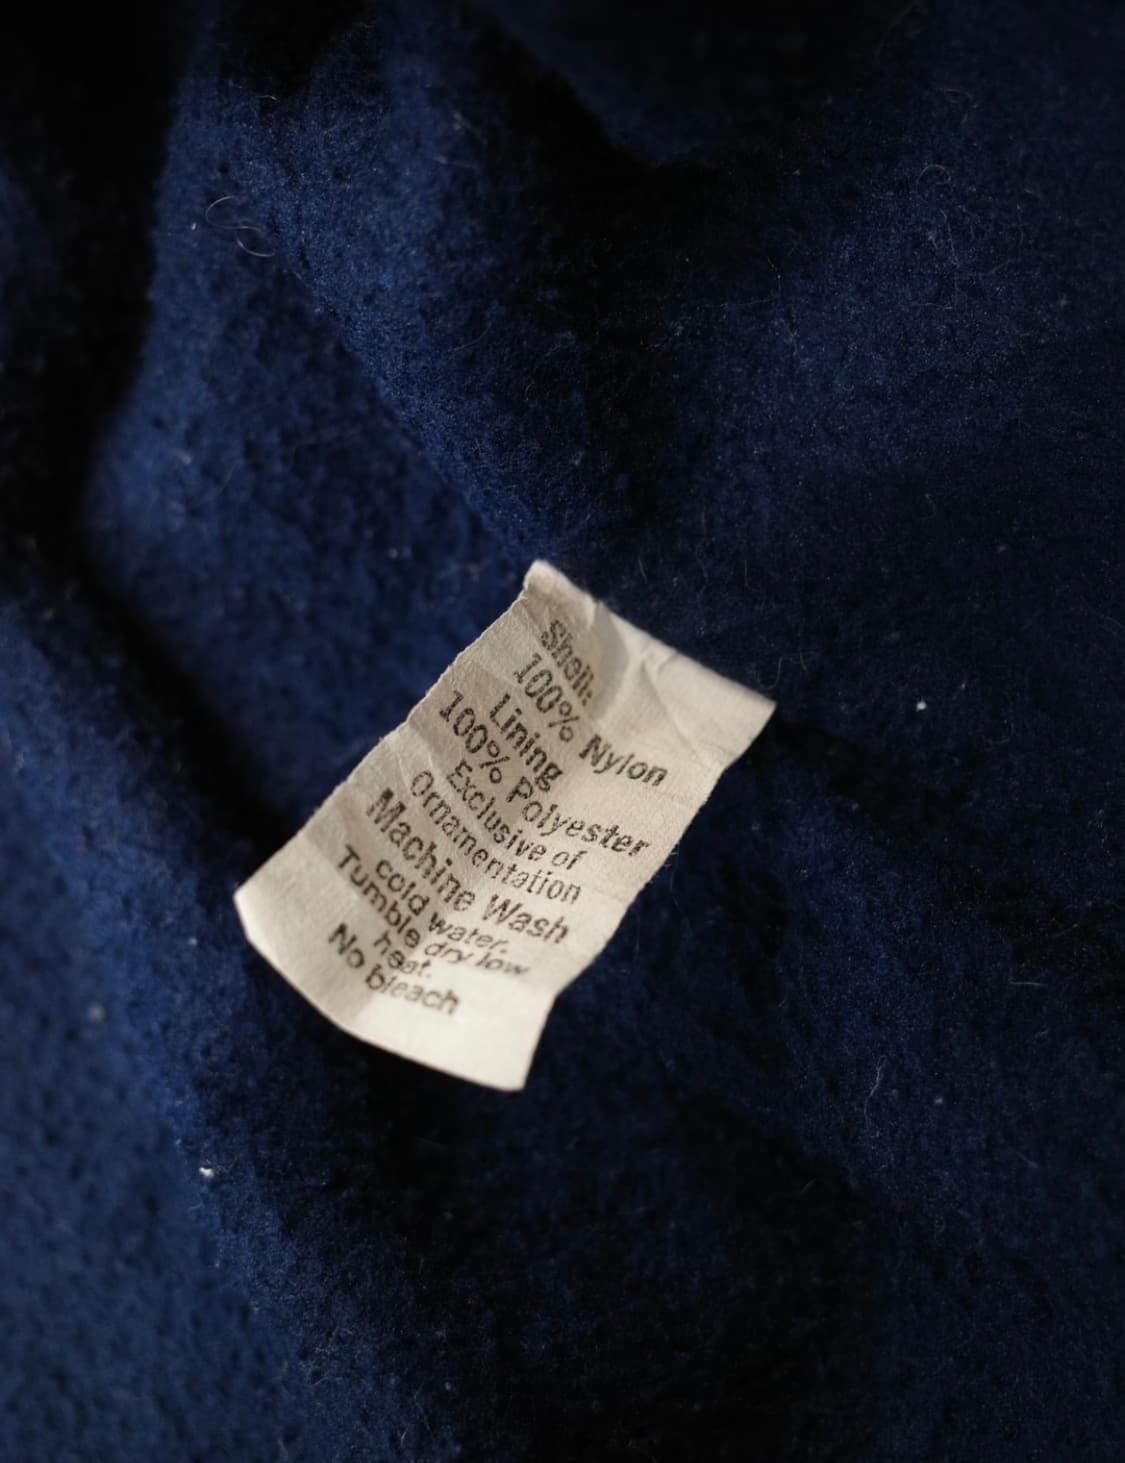 Shell:
100% Nylon
Lining
100% Polyester
Exclusive of
Ornamentation
Machine Wash
cold water.
Tumble dry low
heat.
No bleach